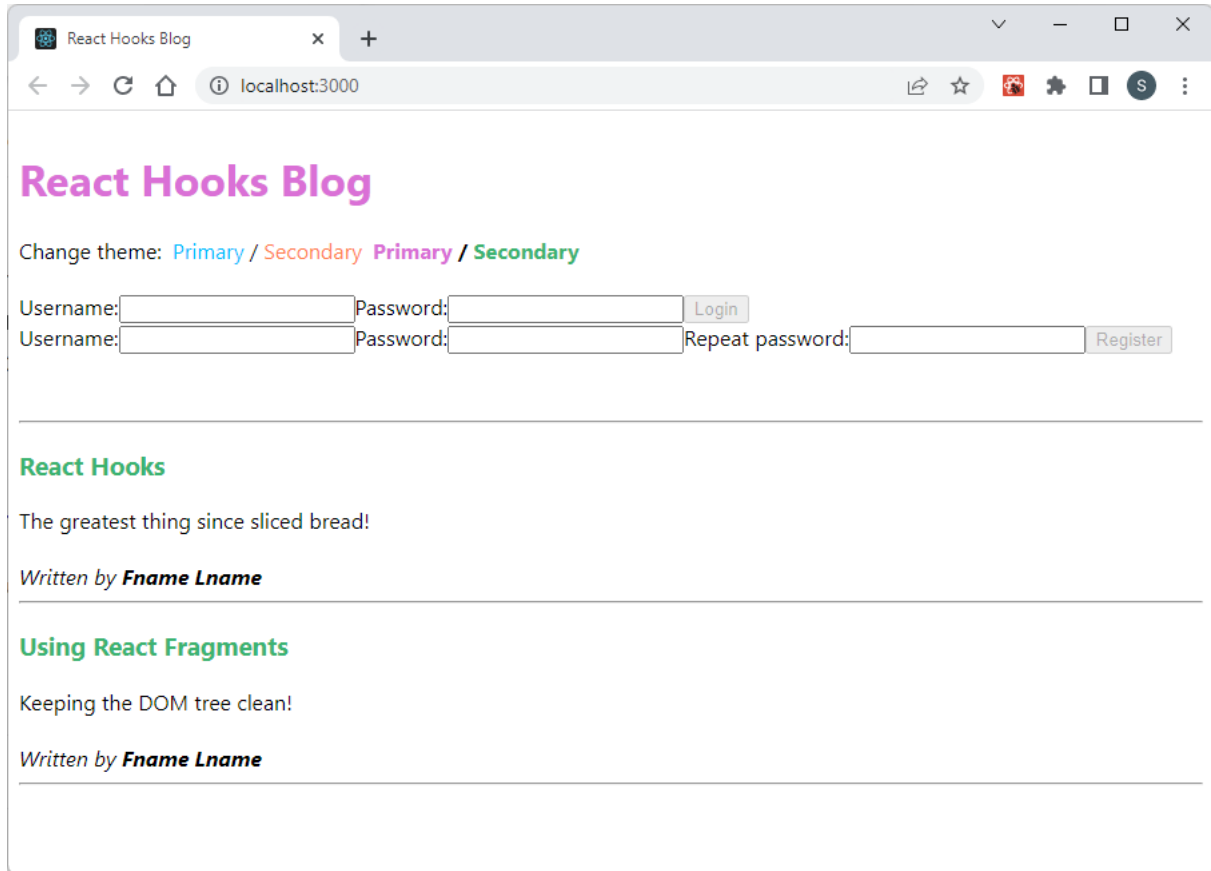 React Hooks Blog
localhost:3000
S
React Hooks Blog
Change theme: Primary / Secondary Primary / Secondary
Username: Password: Login
Username: Password: Repeat password: Register
React Hooks
The greatest thing since sliced bread!
Written by Fname Lname
Using React Fragments
Keeping the DOM tree clean!
Written by Fname Lname